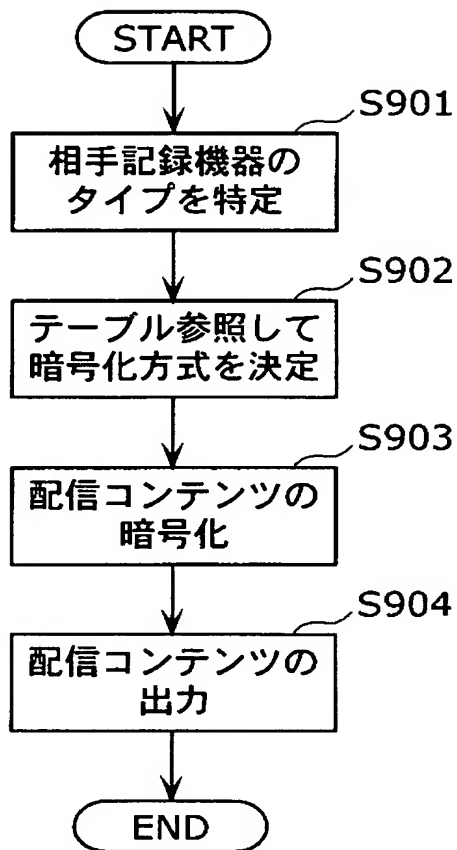 START
S901
相手記録機器の
タイプを特定
S902
テーブル参照して
暗号化方式を決定
S903
配信コンテンツの
暗号化
S904
配信コンテンツの
出力
END